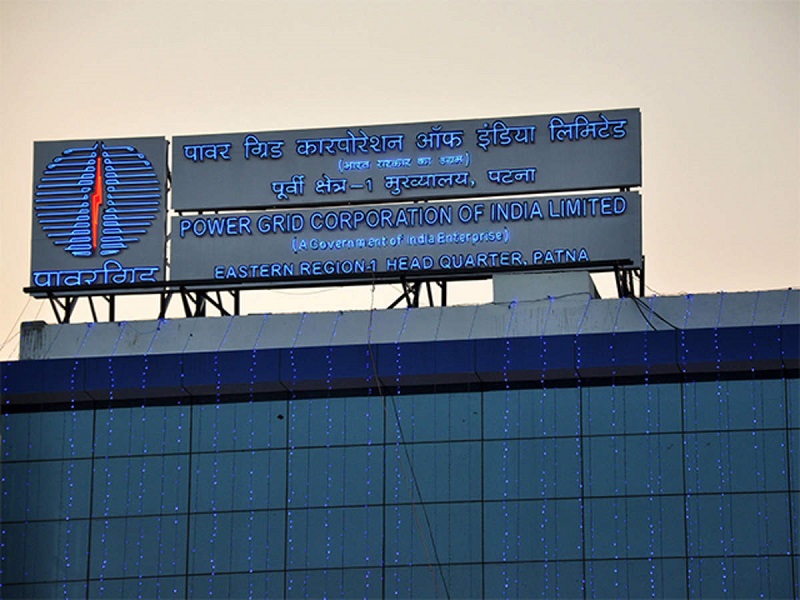 पावरग्रिड
पावर ग्रिड कारपोरेशन ऑफ इंडिया लिमिटेड
(भारत सरकार का उद्यम)
पूर्वी क्षेत्र-1 मुख्यालय, पटना
POWER GRID CORPORATION OF INDIA LIMITED
(A Government of India Enterprise)
EASTERN REGION-1 HEAD QUARTER, PATNA